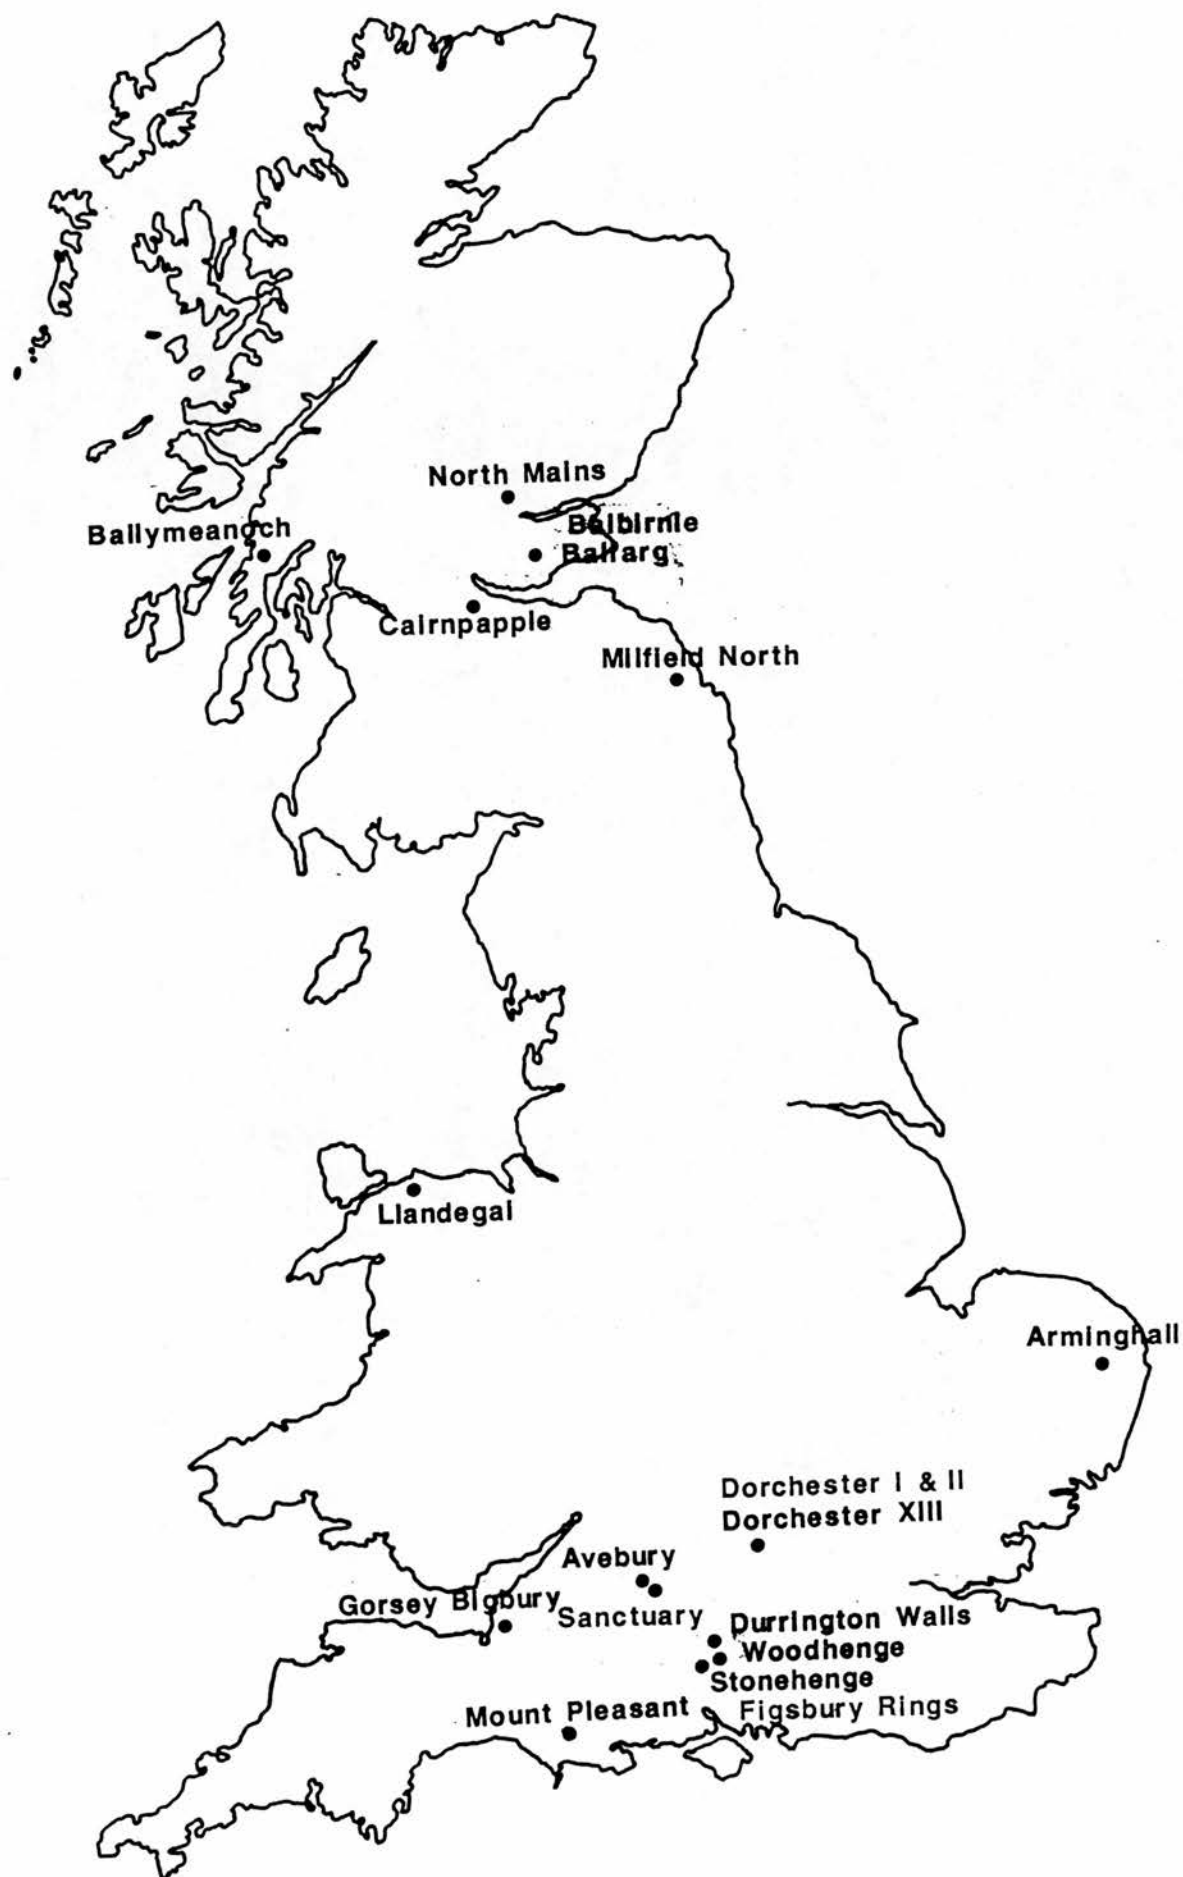 North Mains
Balbirnie
Ballymeanoch
Balfarg
Cairnpapple
Milfield North
Llandegai
Arminghall
Dorchester I & II
Dorchester XIII
Avebury
Gorsey Bigbury
Sanctuary
Durrington Walls
Woodhenge
Stonehenge
Mount Pleasant
Figsbury Rings